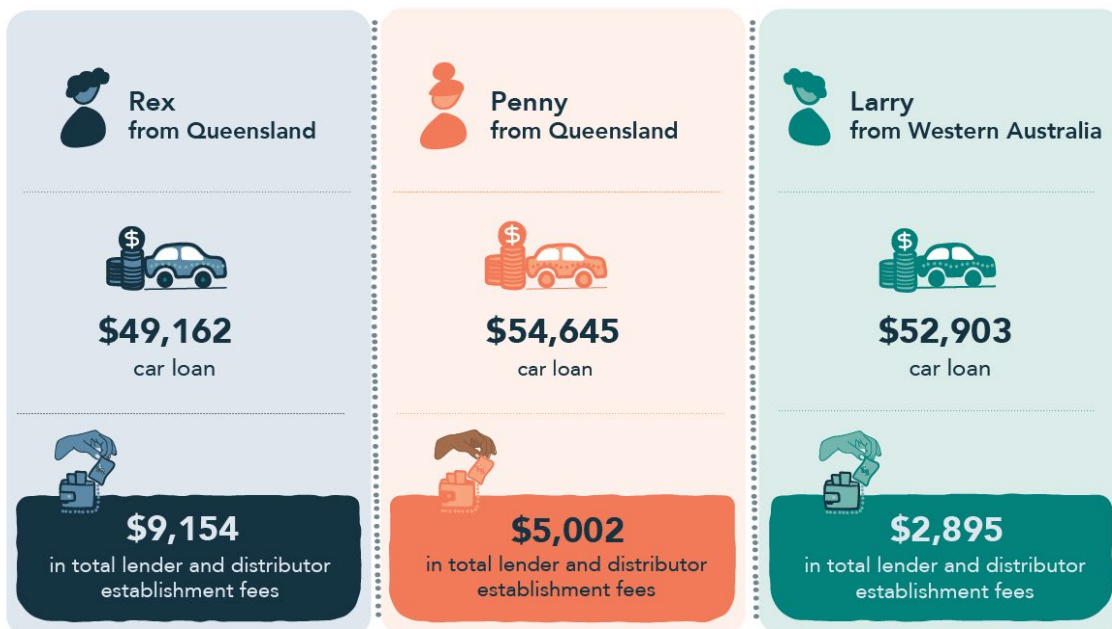 Rex
from Queensland
$
$49,162
car loan
$9,154
in total lender and distributor
establishment fees
Penny
from Queensland
$
$54,645
car loan
$5,002
in total lender and distributor
establishment fees
Larry
from Western Australia
$
$52,903
car loan
$2,895
in total lender and distributor
establishment fees